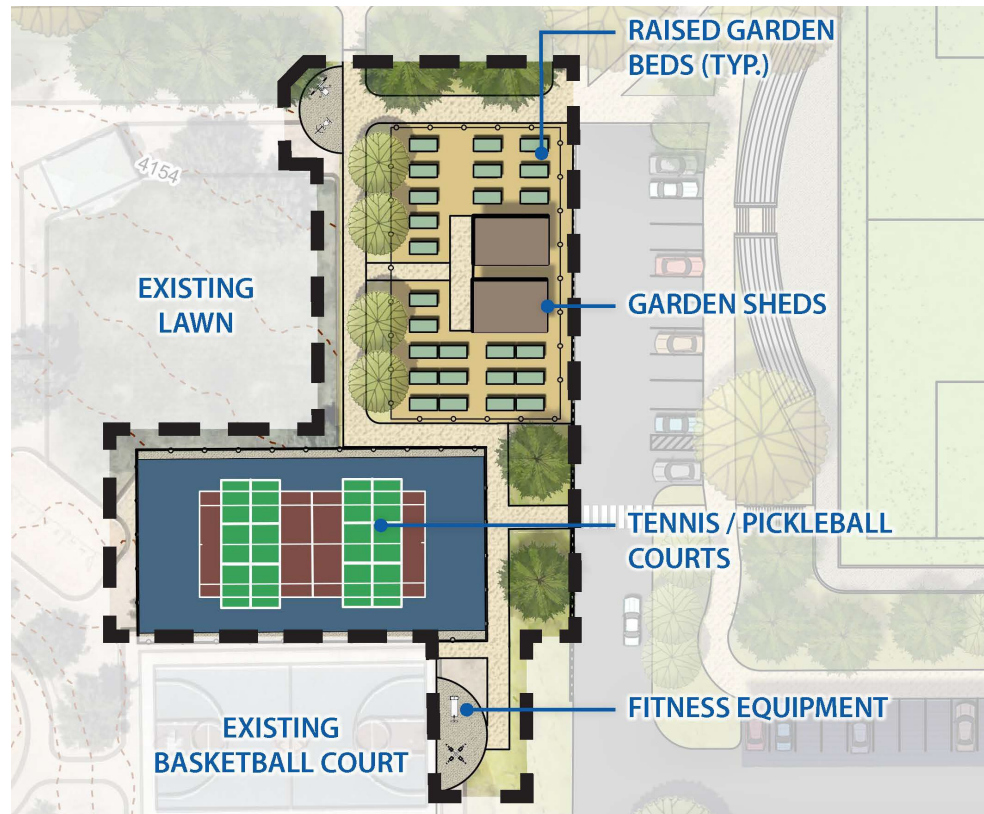 RAISED GARDEN
BEDS (TYP.)
4154
EXISTING
LAWN
GARDEN SHEDS
TENNIS / PICKLEBALL
COURTS
FITNESS EQUIPMENT
EXISTING
BASKETBALL COURT